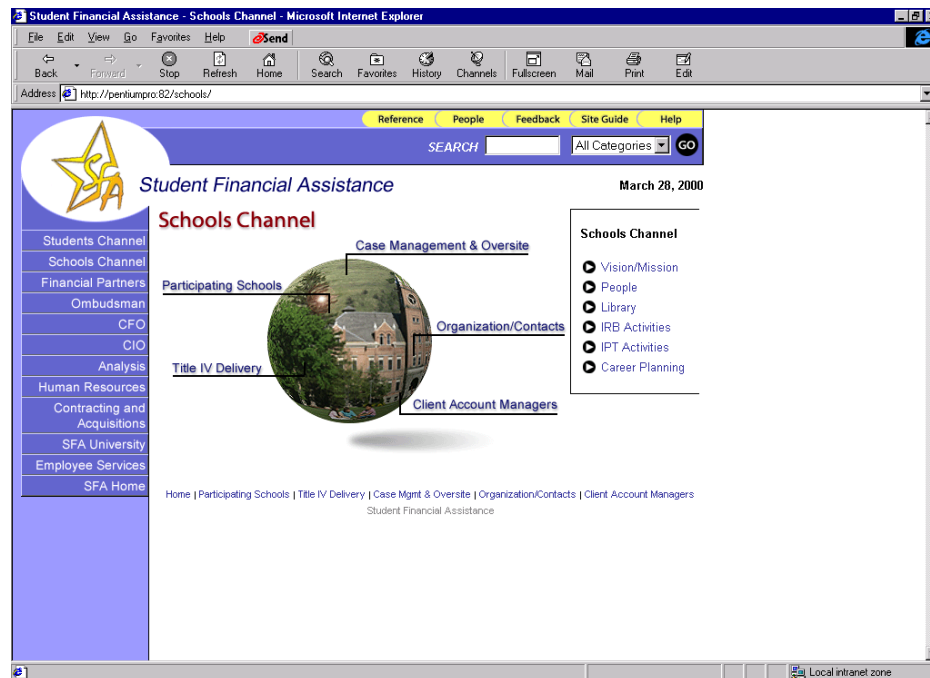 Student Financial Assistance - Schools Channel - Microsoft Internet Explorer
File Edit View Go Favorites Help Send
Back Forward Stop Refresh Home Search Favorites History Channels Fullscreen Mail Print Edit
Address http://pentiumpro:82/schools/
Reference People Feedback Site Guide Help
SEARCH All Categories GO
SFA
Student Financial Assistance
March 28, 2000
Students Channel
Schools Channel
Financial Partners
Ombudsman
CFO
CIO
Analysis
Human Resources
Contracting and
Acquisitions
SFA University
Employee Services
SFA Home
Schools Channel
Case Management & Oversite
Participating Schools
Organization/Contacts
Title IV Delivery
Client Account Managers
Schools Channel
Vision/Mission
People
Library
IRB Activities
IPT Activities
Career Planning
Home | Participating Schools | Title IV Delivery | Case Mgmt & Oversite | Organization/Contacts | Client Account Managers
Student Financial Assistance
Local intranet zone